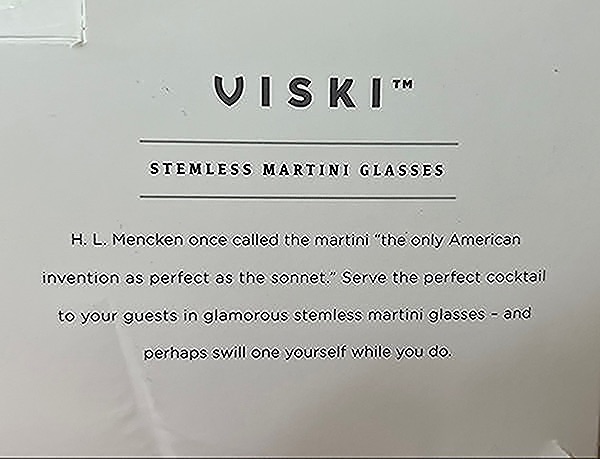 VISKI™
STEMLESS MARTINI GLASSES
H. L. Mencken once called the martini “the only American
invention as perfect as the sonnet.” Serve the perfect cocktail
to your guests in glamorous stemless martini glasses – and
perhaps swill one yourself while you do.